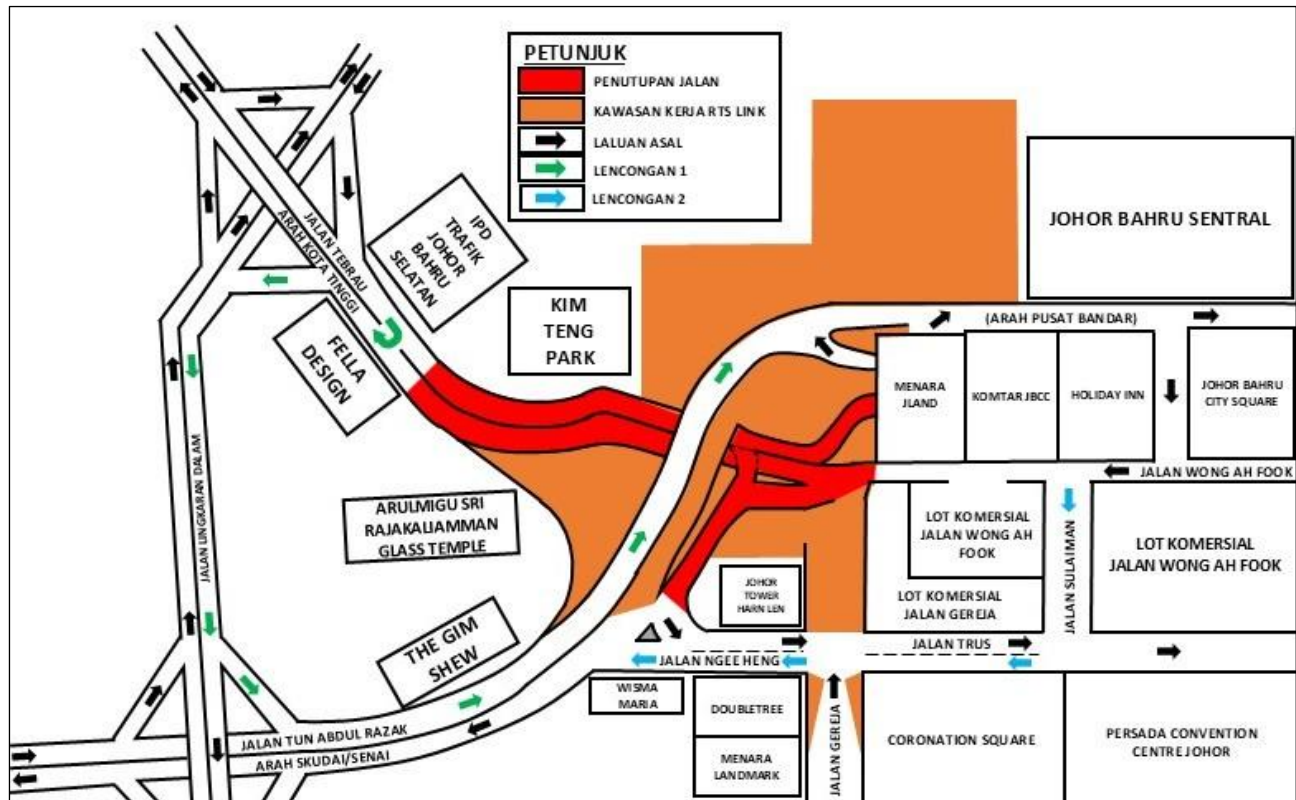 PETUNJUK
PENUTUPAN JALAN
KAWASAN KERJA RTS LINK
LALUAN ASAL
LENCONGAN 1
LENCONGAN 2
JOHOR BAHRU SENTRAL
IPD
TRAFIK
JOHOR
BAHRU
SELATAN
JALAN TEBRAU
ARAH KOTA TINGGI
KIM
TENG
PARK
FELLA
DESIGN
(ARAH PUSAT BANDAR)
MENARA
JLAND
KOMTAR JBCC
HOLIDAY INN
JOHOR BAHRU
CITY SQUARE
JALAN WONG AH FOOK
JALAN LINGKARAN DALAM
ARULMIGU SRI
RAJAKALIAMMAN
GLASS TEMPLE
LOT KOMERSIAL
JALAN WONG AH
FOOK
JALAN SULAIMAN
LOT KOMERSIAL
JALAN WONG AH FOOK
JOHOR
TOWER
HARN LEN
LOT KOMERSIAL
JALAN GEREJA
THE GIM
SHEW
JALAN NGEE HENG
JALAN TRUS
WISMA
MARIA
DOUBLETREE
MENARA
LANDMARK
JALAN GEREJA
CORONATION SQUARE
PERSADA CONVENTION
CENTRE JOHOR
JALAN TUN ABDUL RAZAK
ARAH SKUDAI/SENAI